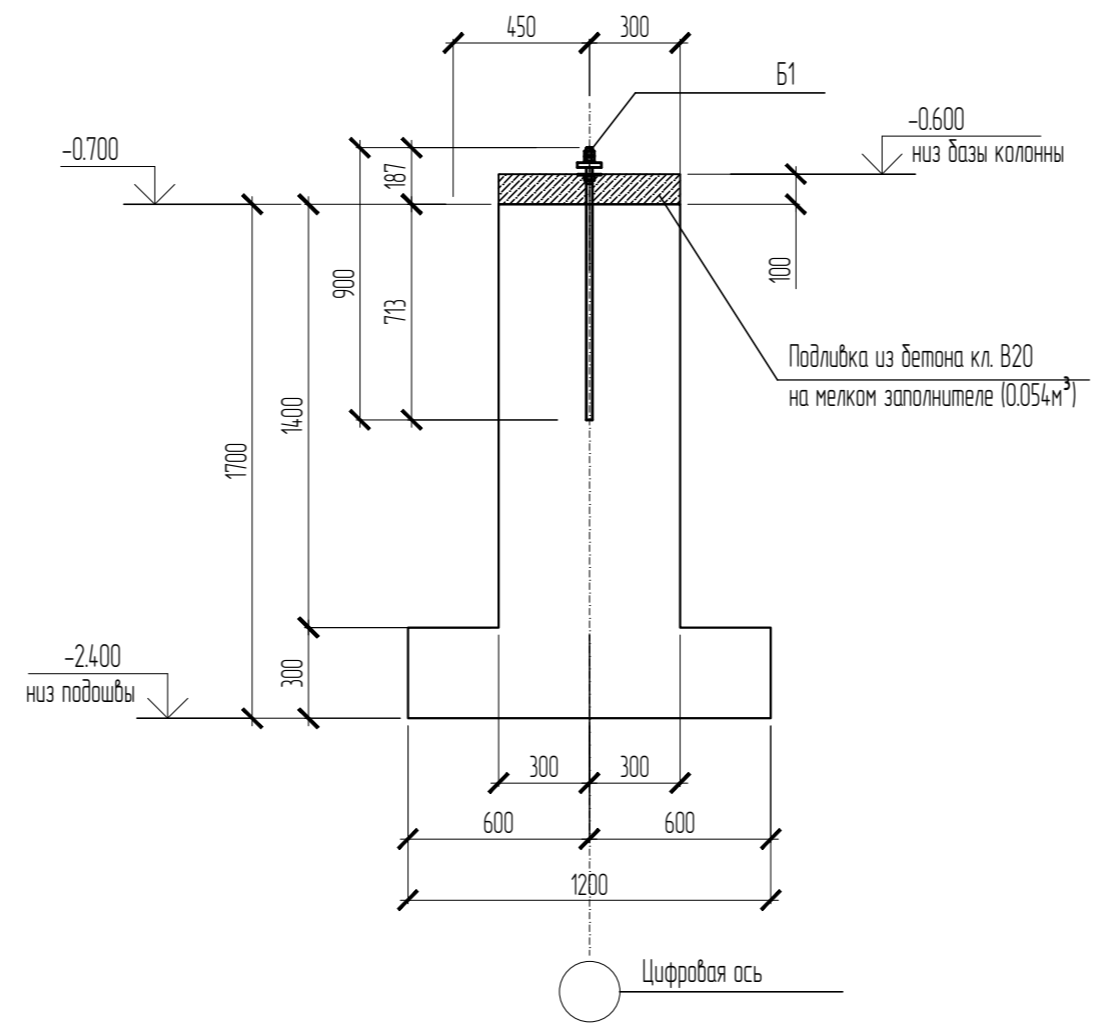 450
300
Б1
-0.700
-0.600
низ базы колонны
187
900
713
100
Подливка из бетона кл. В20
на мелком заполнителе (0.054м³)
1400
1700
-2.400
низ подошвы
300
300
300
600
600
1200
Цифровая ось